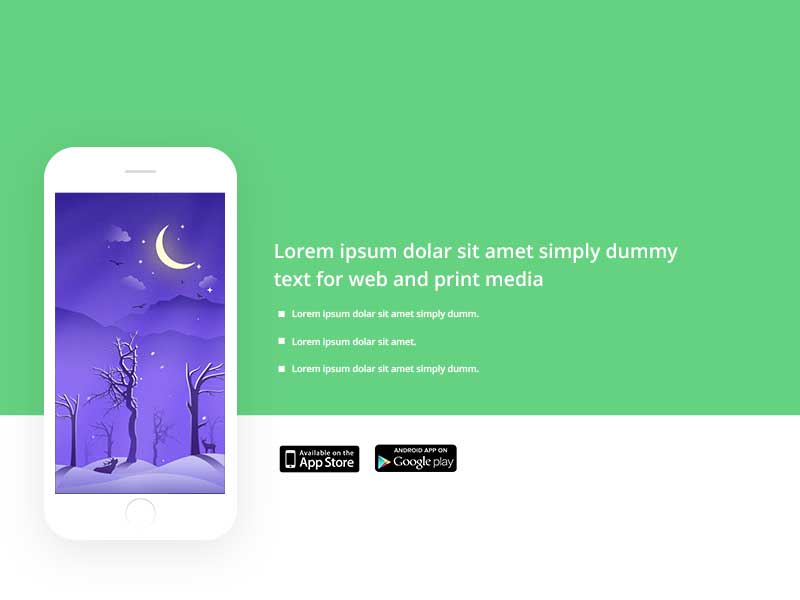 Lorem ipsum dolar sit amet simply dummy
text for web and print media
Lorem ipsum dolar sit amet simply dumm.
Lorem ipsum dolar sit amet.
Lorem ipsum dolar sit amet simply dumm.
Available on the
App Store
ANDROID APP ON
Google play